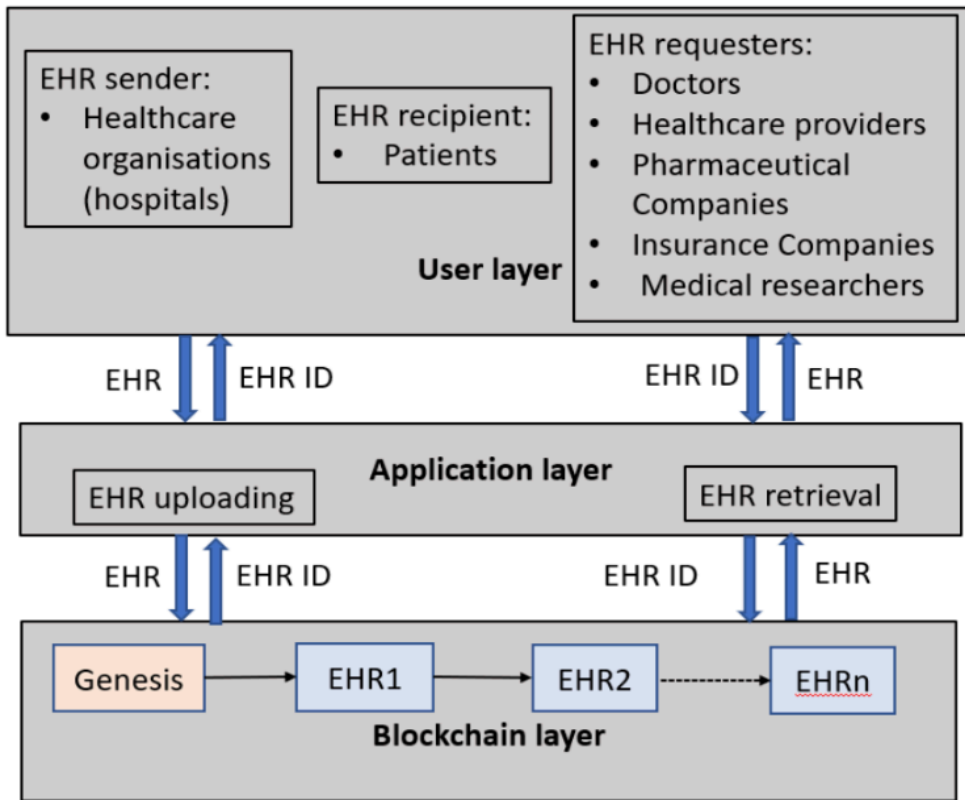 EHR sender:
• Healthcare
organisations
(hospitals)
EHR recipient:
• Patients
EHR requesters:
• Doctors
• Healthcare providers
• Pharmaceutical
Companies
• Insurance Companies
• Medical researchers
User layer
EHR
EHR ID
EHR ID
EHR
Application layer
EHR uploading
EHR retrieval
EHR
EHR ID
EHR ID
EHR
Genesis
EHR1
EHR2
EHRn
Blockchain layer